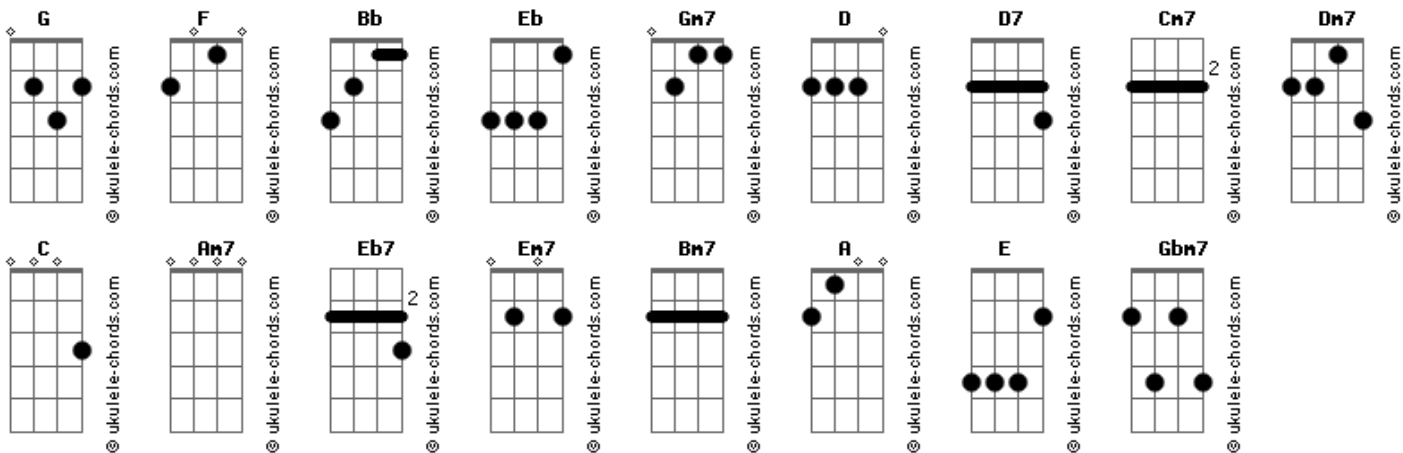 G F Bb Eb Gm7 D D7 Cm7 Dm7
2
© ukulele-chords.com © ukulele-chords.com © ukulele-chords.com © ukulele-chords.com © ukulele-chords.com © ukulele-chords.com © ukulele-chords.com © ukulele-chords.com © ukulele-chords.com
C Am7 Eb7 Em7 Bm7 A E Gbm7
2
© ukulele-chords.com © ukulele-chords.com © ukulele-chords.com © ukulele-chords.com © ukulele-chords.com © ukulele-chords.com © ukulele-chords.com © ukulele-chords.com